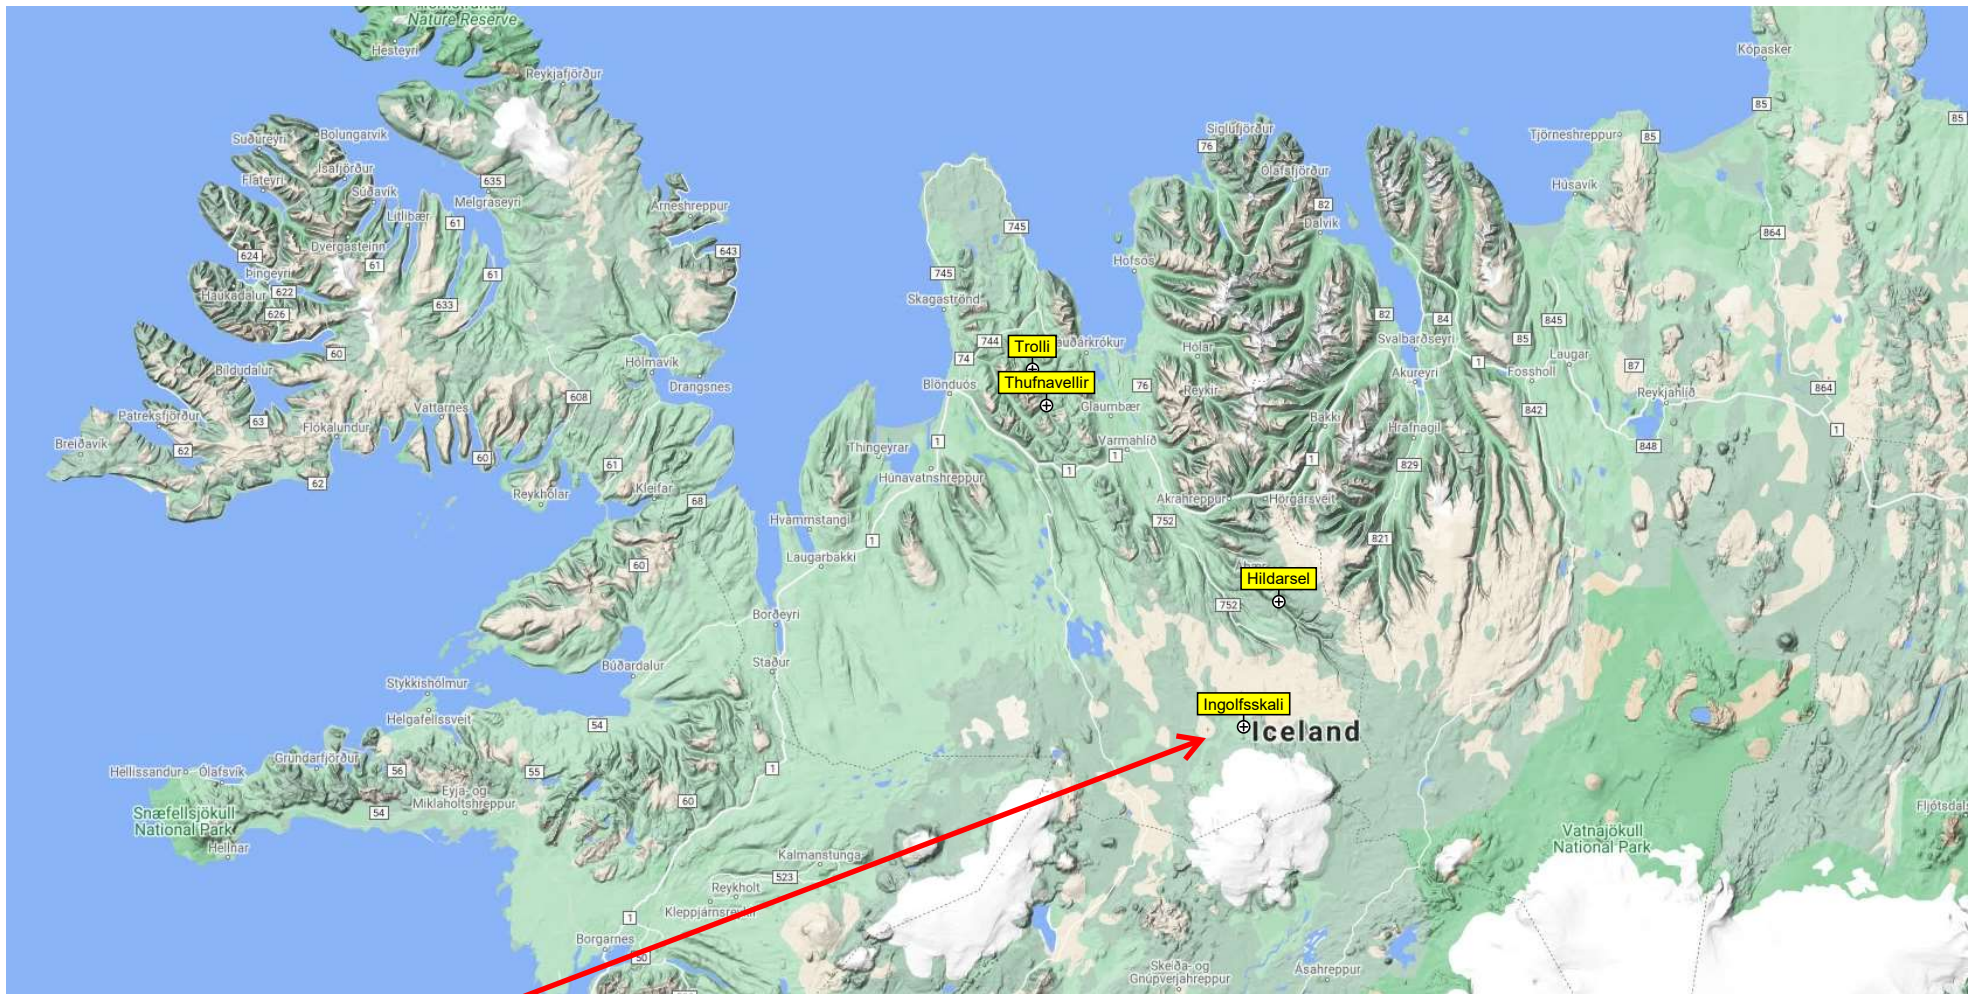 Nature Reserve
Hesteyri
Reykjafjörður
Kópasker
85
85
Suðureyri
Bolungarvík
Siglufjörður
Tjörneshreppur
85
76
Ísafjörður
Ólafsfjörður
Flateyri
Súðavík
635
Melgraseyri
Húsavík
Litlibær
61
Árneshreppur
82
Dalvík
745
864
Dvergasteinn
624
61
643
Þingeyri
61
745
Hofsós
Haukadalur
622
633
Skagaströnd
626
82
84
845
744
Trolli
Svalbarðseyri
85
60
Hólmavík
74
Hólar
1
Laugar
Bíldudalur
Drangsnes
Blönduós
Thufnavellir
76
Reykir
Akureyri
Fossholl
87
864
608
Reykjahlíð
Patreksfjörður
63
Vattarnes
Glaumbær
842
Flókalundur
Bakki
Hrafnagil
Breiðavík
62
Thingeyrar
1
Varmahlíð
1
848
60
61
1
1
829
62
Húnavatnshreppur
Reykhólar
Kleifar
68
Akrahreppur
Hörgársveit
Hvammstangi
752
1
821
Laugarbakki
60
Hildarsel
752
Borðeyri
Búðardalur
Staður
Stykkishólmur
Ingolfsskali
Helgafellssveit
54
Iceland
Grundarfjörður
Hellissandur
Ólafsvík
56
55
1
Eyja- og
Miklaholtshreppur
60
54
Snæfellsjökull
National Park
Fljótsdals
Vatnajökull
National Park
Hellnar
Kalmanstunga
523
Reykholt
Kleppjárnsreykir
1
Borgarnes
50
Skeiða- og
Gnúpverjahreppur
Ásahreppur